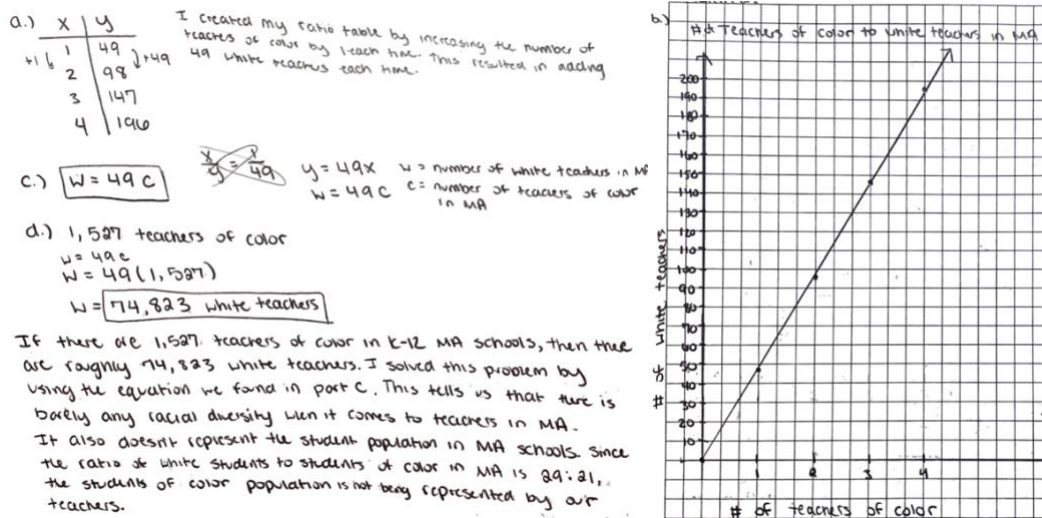 a.) x | y
1 49
+1 2 98 +49
3 147
4 196
I created my ratio table by increasing the number of
teachers of color by 1 each time. This resulted in adding
49 white teachers each time.
c.) W = 49 C
x/y = 1/49
y = 49x
W = 49 C
w = number of white teachers in MA
c = number of teachers of color
in MA
d.) 1,527 teachers of color
w = 49c
W = 49(1,527)
W = 74,823 white teachers
If there are 1,527 teachers of color in K-12 MA schools, then there
are roughly 74,823 white teachers. I solved this problem by
using the equation we found in part C. This tells us that there is
barely any racial diversity when it comes to teachers in MA.
It also doesn't represent the student population in MA schools. Since
the ratio of white students to students of color in MA is 29:21,
the students of color population is not being represented by our
teachers.
b.)
# of Teachers of color to white teachers in MA
200
190
180
170
160
150
140
130
120
110
100
90
80
70
60
50
40
30
20
10
1 2 3 4
# of white teachers
# of teachers of color